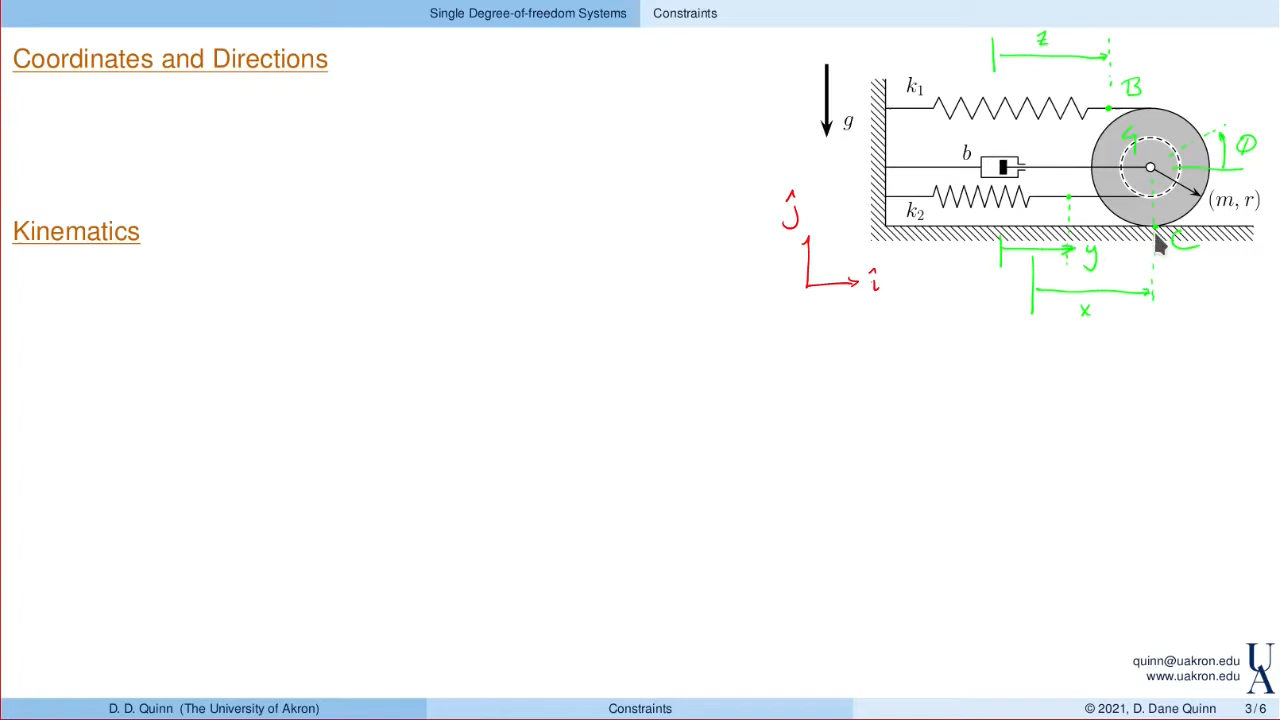 Single Degree-of-freedom Systems Constraints
Coordinates and Directions
z
k1
B
g
G
ϕ
b
ĵ
k2
(m, r)
C
y
î
x
Kinematics
quinn@uakron.edu
www.uakron.edu
UA
D. D. Quinn (The University of Akron) Constraints © 2021, D. Dane Quinn 3 / 6